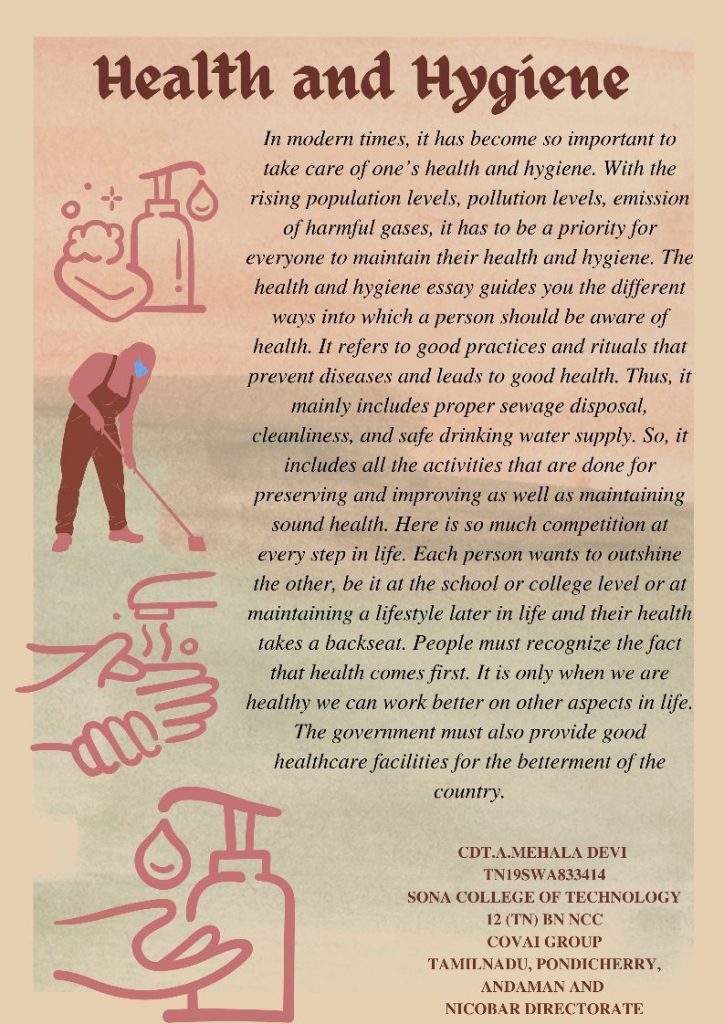 Health and Hygiene
In modern times, it has become so important to
take care of one's health and hygiene. With the
rising population levels, pollution levels, emission
of harmful gases, it has to be a priority for
everyone to maintain their health and hygiene. The
health and hygiene essay guides you the different
ways into which a person should be aware of
health. It refers to good practices and rituals that
prevent diseases and leads to good health. Thus, it
mainly includes proper sewage disposal,
cleanliness, and safe drinking water supply. So, it
includes all the activities that are done for
preserving and improving as well as maintaining
sound health. Here is so much competition at
every step in life. Each person wants to outshine
the other, be it at the school or college level or at
maintaining a lifestyle later in life and their health
takes a backseat. People must recognize the fact
that health comes first. It is only when we are
healthy we can work better on other aspects in life.
The government must also provide good
healthcare facilities for the betterment of the
country.
CDT.A.MEHALA DEVI
TN19SWA833414
SONA COLLEGE OF TECHNOLOGY
12 (TN) BN NCC
COVAI GROUP
TAMILNADU, PONDICHERRY,
ANDAMAN AND
NICOBAR DIRECTORATE